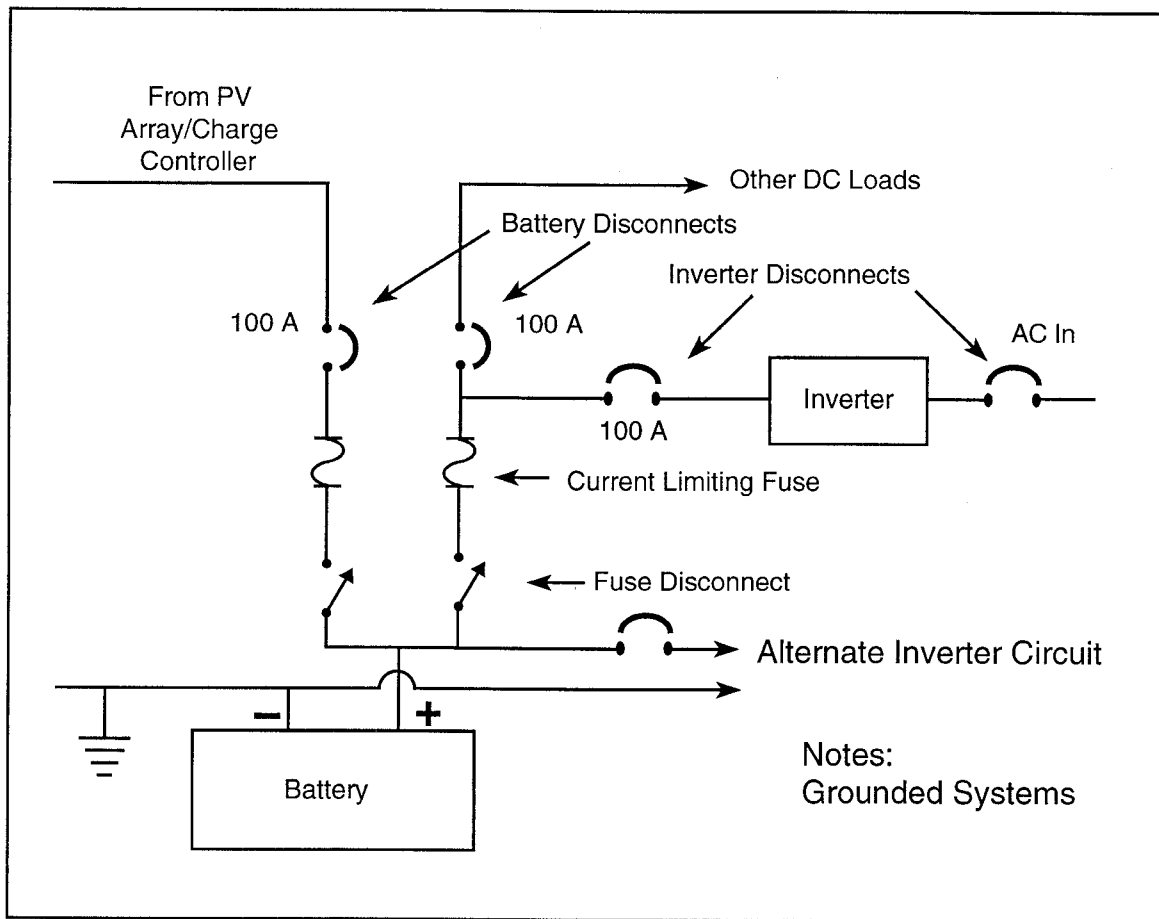 From PV
Array/Charge
Controller
Other DC Loads
Battery Disconnects
Inverter Disconnects
100 A
100 A
AC In
Inverter
100 A
Current Limiting Fuse
Fuse Disconnect
Alternate Inverter Circuit
– +
Battery
Notes:
Grounded Systems